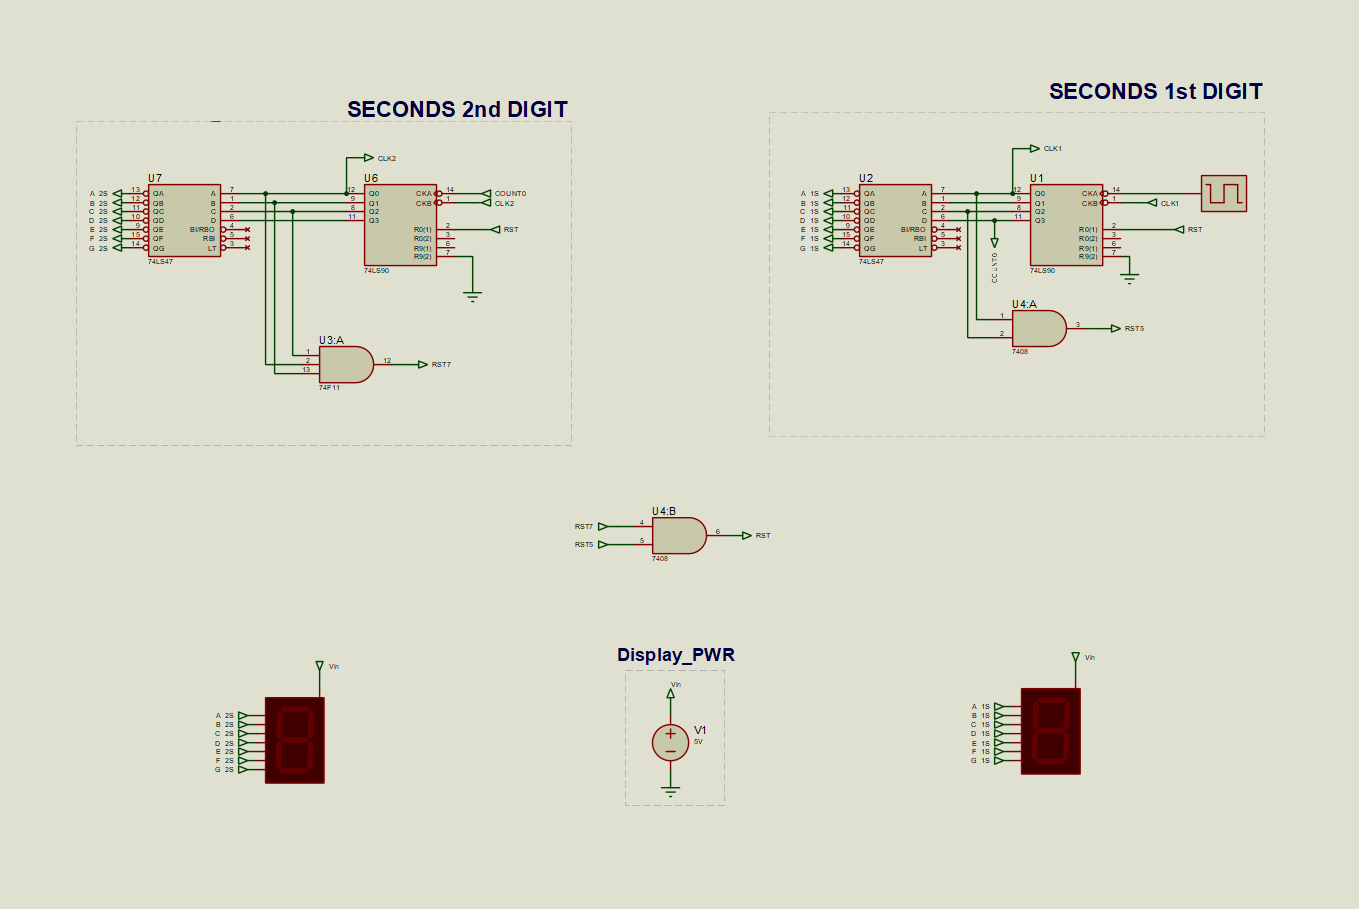 SECONDS 1st DIGIT
SECONDS 2nd DIGIT
CLK2
U7
U6
A 2S 13 QA A 7 12 Q0 CKA 14 COUNT0
B 2S 12 QB B 1 9 Q1 CKB 1 CLK2
C 2S 11 QC C 2 8 Q2
D 2S 10 QD D 6 11 Q3
E 2S 9 QE BI/RBO 4 R0(1) 2 RST
F 2S 15 QF RBI 5 R0(2) 3
G 2S 14 QG LT 3 R9(1) 6
R9(2) 7
74LS47
74LS90
U3:A
1
2
13
12 RST7
74F11
CLK1
U2
U1
A 1S 13 QA A 7 12 Q0 CKA 14
B 1S 12 QB B 1 9 Q1 CKB 1 CLK1
C 1S 11 QC C 2 8 Q2
D 1S 10 QD D 6 11 Q3
E 1S 9 QE BI/RBO 4 R0(1) 2 RST
F 1S 15 QF RBI 5 R0(2) 3
G 1S 14 QG LT 3 R9(1) 6
R9(2) 7
74LS47
74LS90
COUNT0
U4:A
1
2
3 RST5
7408
U4:B
RST7 4
RST5 5
6 RST
7408
Vin
A 2S
B 2S
C 2S
D 2S
E 2S
F 2S
G 2S
Display_PWR
Vin
V1
5V
Vin
A 1S
B 1S
C 1S
D 1S
E 1S
F 1S
G 1S